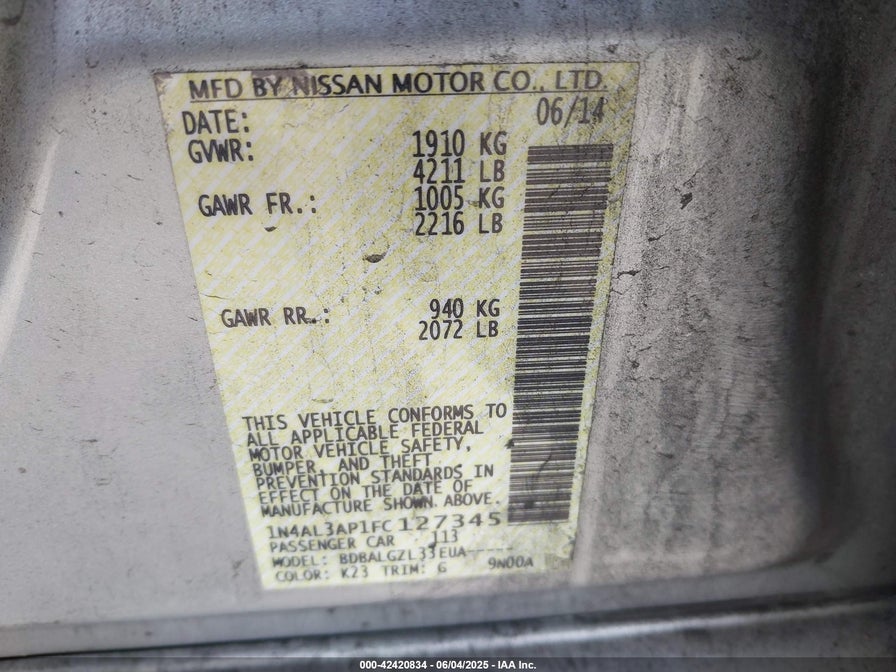 MFD BY NISSAN MOTOR CO., LTD.
DATE: 06/14
GVWR: 1910 KG
4211 LB
GAWR FR.: 1005 KG
2216 LB
GAWR RR.: 940 KG
2072 LB
THIS VEHICLE CONFORMS TO
ALL APPLICABLE FEDERAL
MOTOR VEHICLE SAFETY,
BUMPER, AND THEFT
PREVENTION STANDARDS IN
EFFECT ON THE DATE OF
MANUFACTURE SHOWN ABOVE.
1N4AL3AP1FC127345
PASSENGER CAR 113
MODEL: BDBALGZL33EUA-----
COLOR: K23 TRIM: G 9N00A
000-42420834 - 06/04/2025 - IAA Inc.